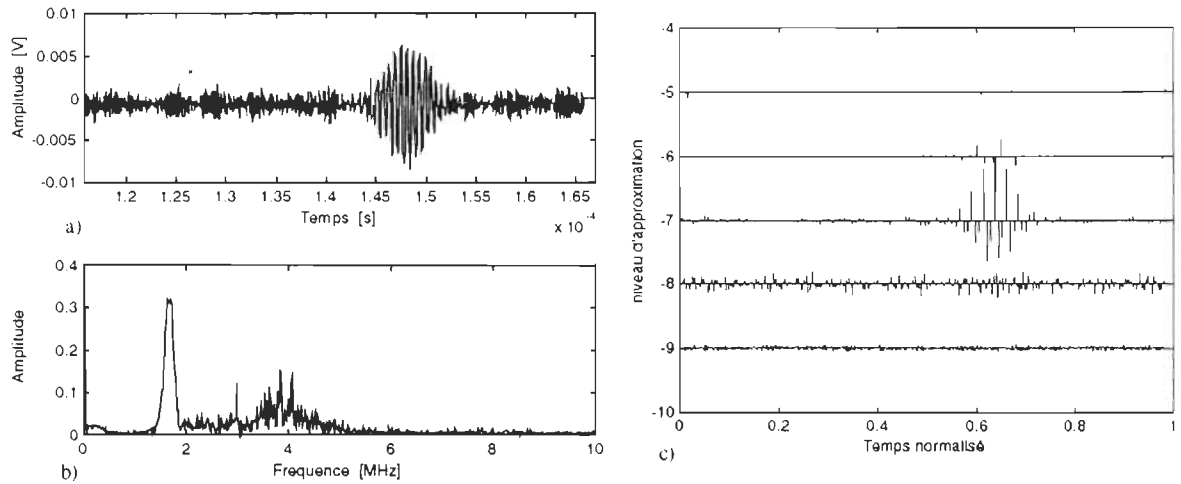 0.01
0.005
0
-0.005
-0.01
Amplitude [V]
1.2 1.25 1.3 1.35 1.4 1.45 1.5 1.55 1.6 1.65
Temps [s]
x 10-4
a)
0.4
0.3
0.2
0.1
0
Amplitude
0 2 4 6 8 10
Frequence [MHz]
b)
-4
-5
-6
-7
-8
-9
-10
niveau d'approximation
0 0.2 0.4 0.6 0.8 1
Temps normalisé
c)